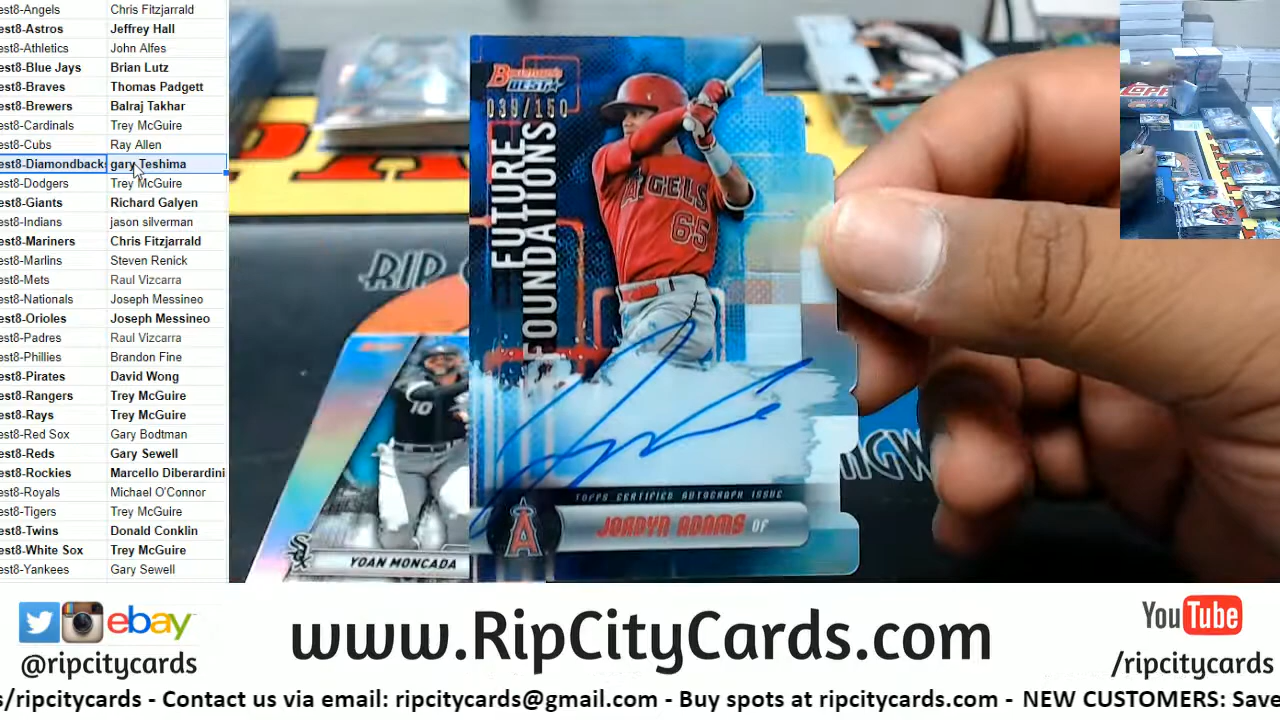 est8-Angels Chris Fitzjarrald
est8-Astros Jeffrey Hall
est8-Athletics John Alfes
est8-Blue Jays Brian Lutz
est8-Braves Thomas Padgett
est8-Brewers Balraj Takhar
est8-Cardinals Trey McGuire
est8-Cubs Ray Allen
est8-Diamondback gary Teshima
est8-Dodgers Trey McGuire
est8-Giants Richard Galyen
est8-Indians jason silverman
est8-Mariners Chris Fitzjarrald
est8-Marlins Steven Renick
est8-Mets Raul Vizcarra
est8-Nationals Joseph Messineo
est8-Orioles Joseph Messineo
est8-Padres Raul Vizcarra
est8-Phillies Brandon Fine
est8-Pirates David Wong
est8-Rangers Trey McGuire
est8-Rays Trey McGuire
est8-Red Sox Gary Bodtman
est8-Reds Gary Sewell
est8-Rockies Marcello Diberardini
est8-Royals Michael O'Connor
est8-Tigers Trey McGuire
est8-Twins Donald Conklin
est8-White Sox Trey McGuire
est8-Yankees Gary Sewell
BOWMAN'S
BEST
039/150
FUTURE
FOUNDATIONS
ANGELS
65
TOPPS CERTIFIED AUTOGRAPH ISSUE
JORDYN ADAMS OF
RIP
10
SOX
YOAN MONCADA
ebay
@ripcitycards
www.RipCityCards.com
YouTube
/ripcitycards
s/ripcitycards - Contact us via email: ripcitycards@gmail.com - Buy spots at ripcitycards.com - NEW CUSTOMERS: Save